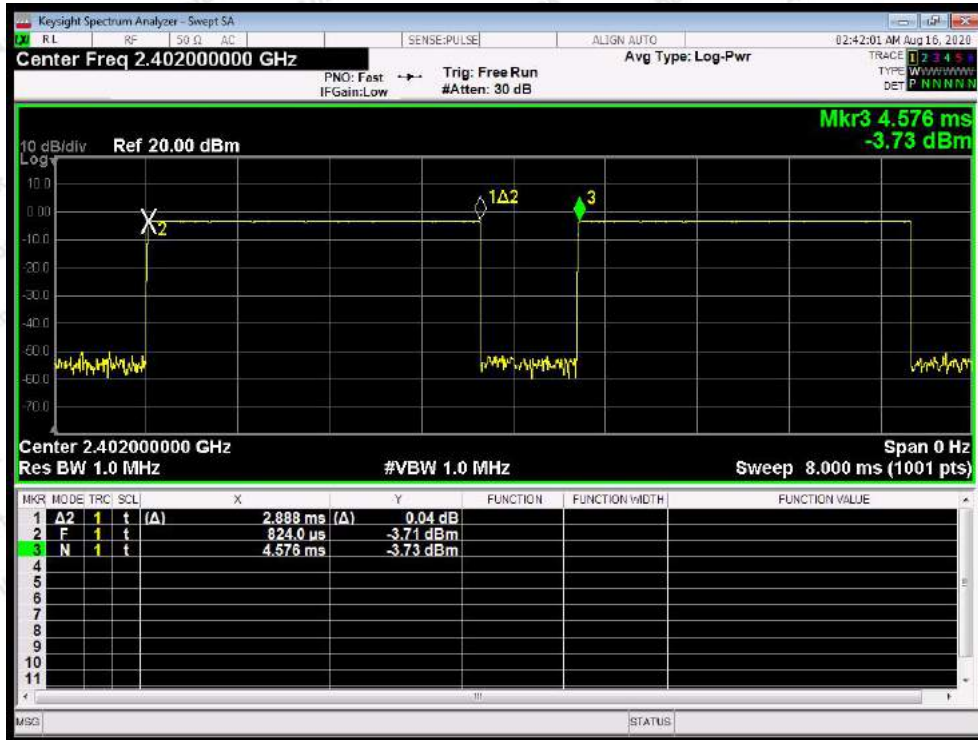 Keysight Spectrum Analyzer - Swept SA
RL RF 50 Ω AC SENSE:PULSE ALIGN AUTO 02:42:01 AM Aug 16, 2020
Center Freq 2.402000000 GHz Avg Type: Log-Pwr TRACE 1 2 3 4 5 6
PNO: Fast Trig: Free Run TYPE WWWWWW
IFGain:Low #Atten: 30 dB DET P N N N N N
Mkr3 4.576 ms
10 dB/div Ref 20.00 dBm -3.73 dBm
Log
10.0
0.00
-10.0
-20.0
-30.0
-40.0
-50.0
-60.0
-70.0
2
1Δ2
3
Center 2.402000000 GHz Span 0 Hz
Res BW 1.0 MHz #VBW 1.0 MHz Sweep 8.000 ms (1001 pts)
MKR MODE TRC SCL X Y FUNCTION FUNCTION WIDTH FUNCTION VALUE
1 Δ2 1 t (Δ) 2.888 ms (Δ) 0.04 dB
2 F 1 t 824.0 µs -3.71 dBm
3 N 1 t 4.576 ms -3.73 dBm
4
5
6
7
8
9
10
11
MSG STATUS